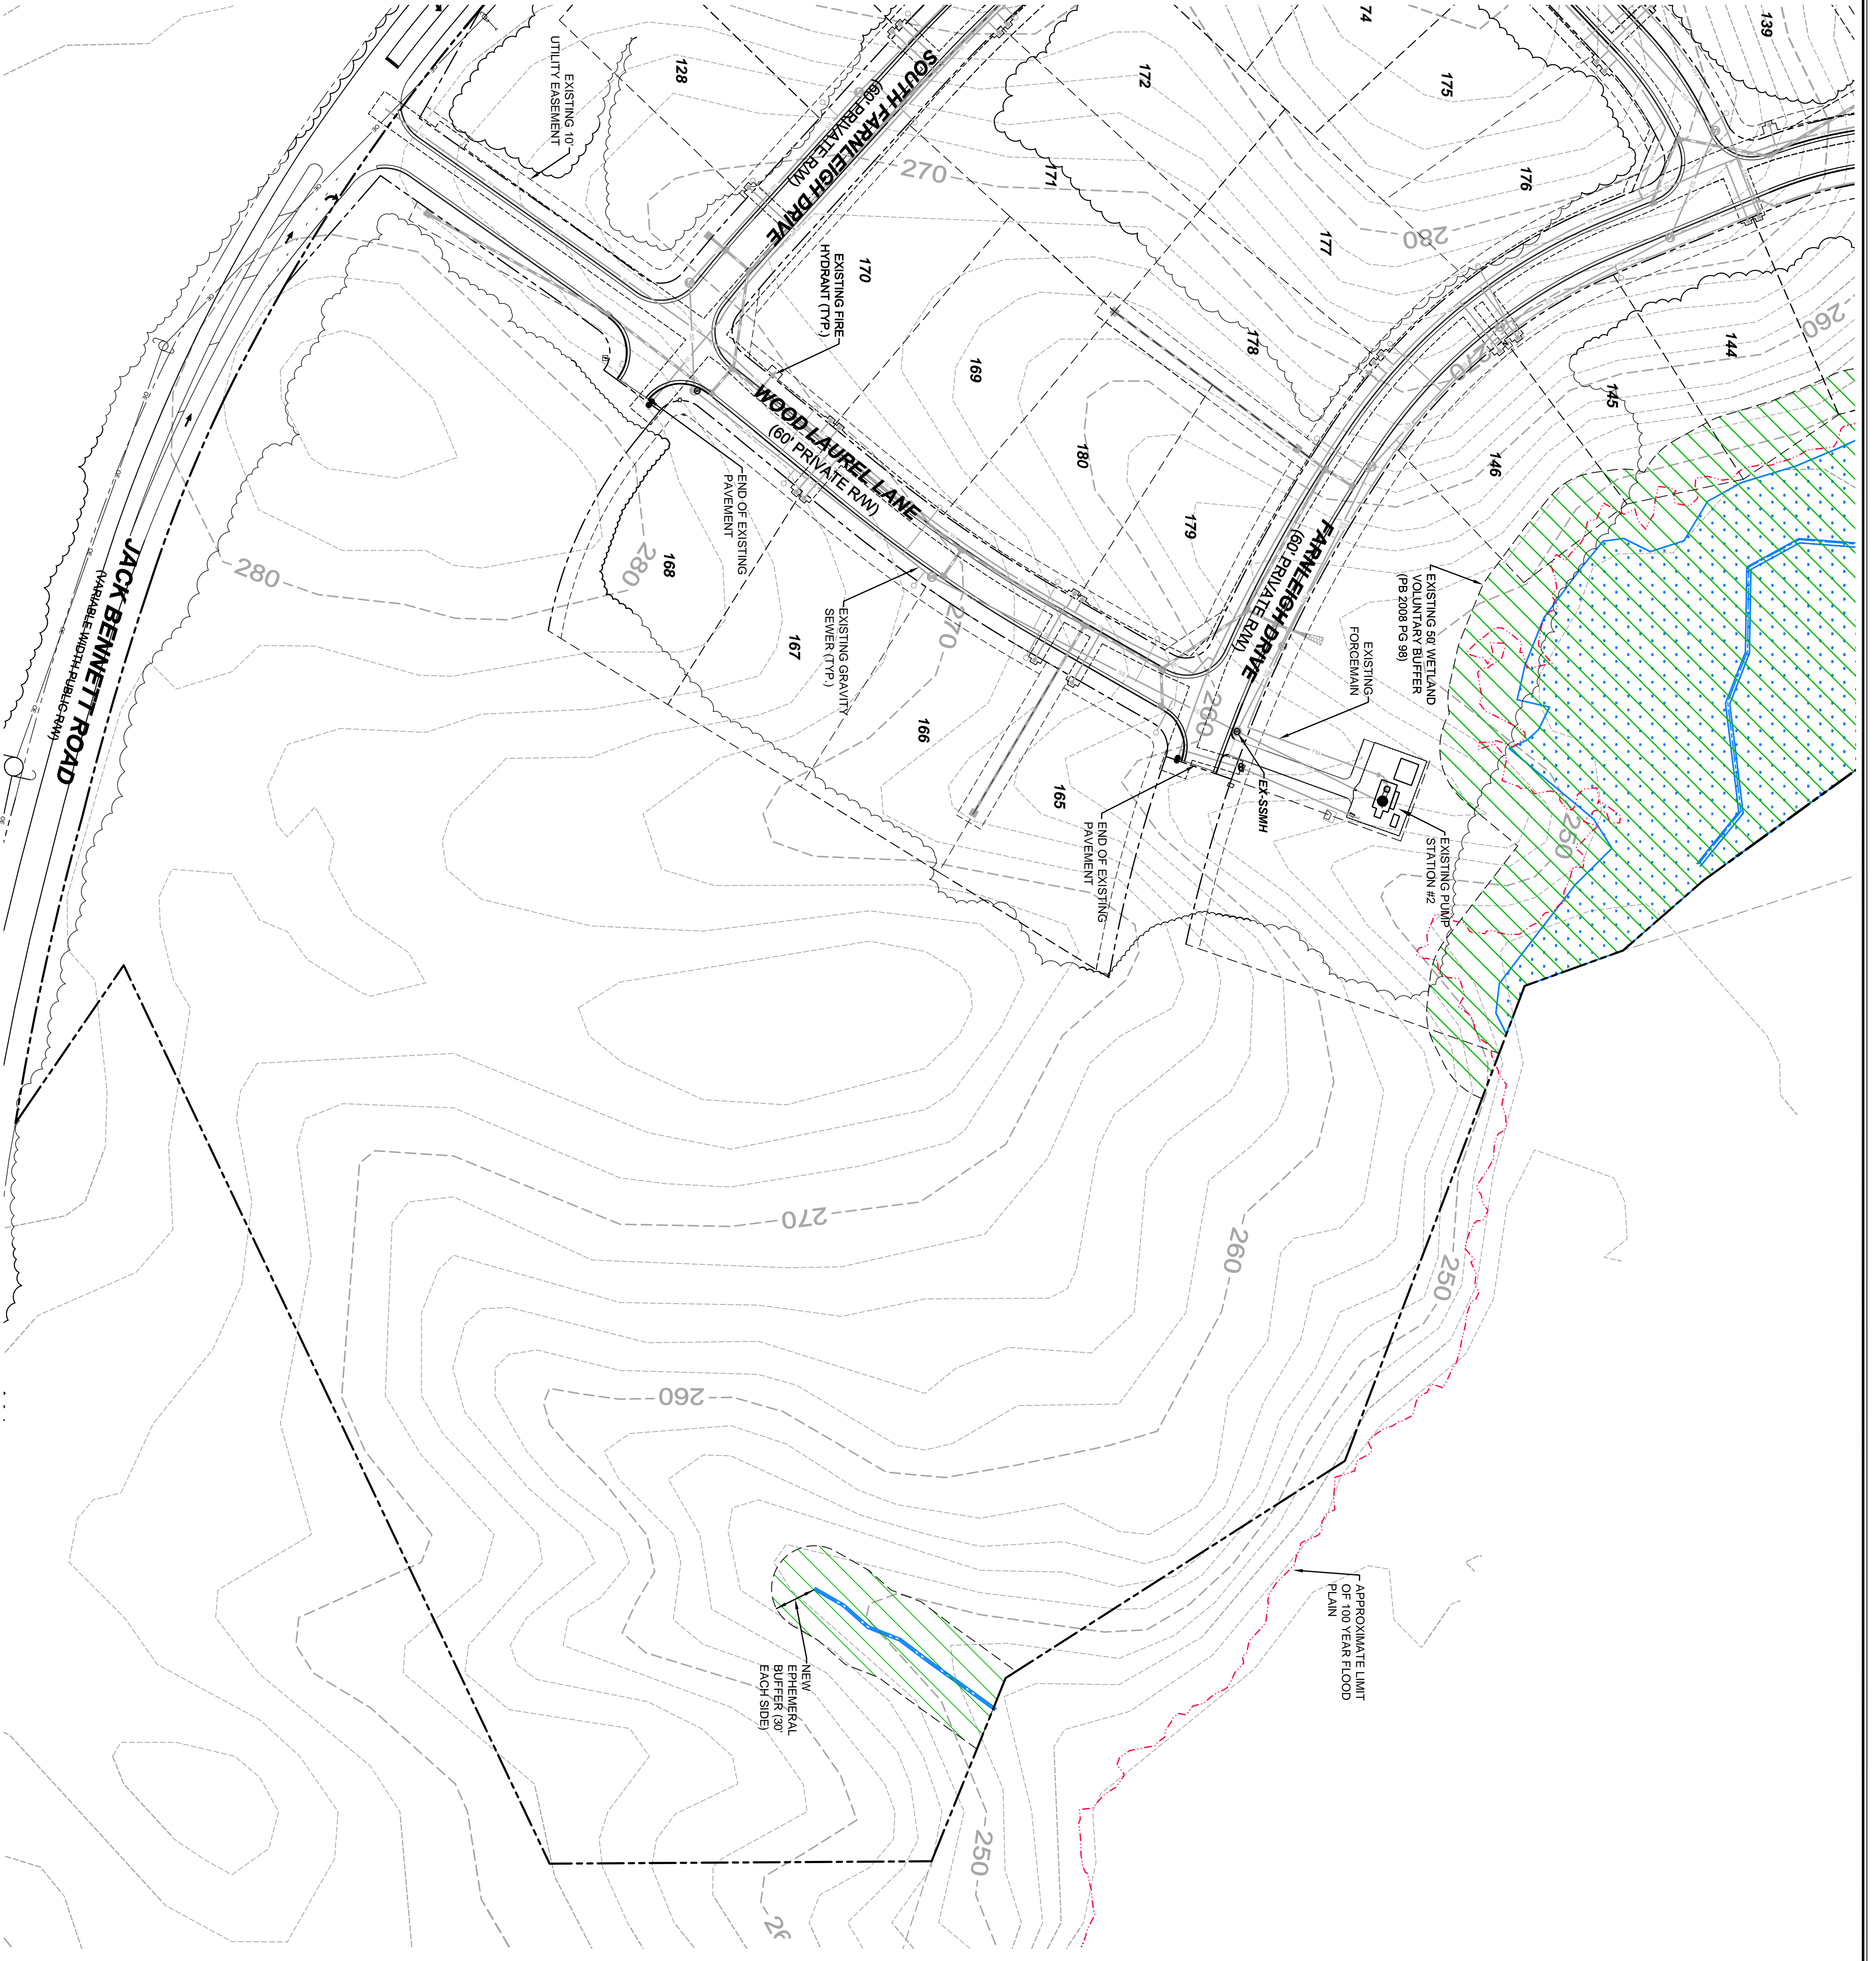 139
74
175
172
128
EXISTING 10'
UTILITY EASEMENT
SOUTH FARNLEIGH DRIVE
(60' PRIVATE R/W)
270
171
176
177
280
170
EXISTING FIRE
HYDRANT (TYP.)
260
144
178
169
270
145
146
WOOD LAUREL LANE
(60' PRIVATE R/W)
180
179
END OF EXISTING
PAVEMENT
168
280
280
FARNLEIGH DRIVE
(60' PRIVATE R/W)
EXISTING 50' WETLAND
VOLUNTARY BUFFER
(PB 2008 PG 98)
EXISTING
FORCEMAIN
EXISTING GRAVITY
SEWER (TYP.)
270
167
166
165
260
JACK BENNETT ROAD
(VARIABLE WIDTH PUBLIC R/W)
EX-SSMH
END OF EXISTING
PAVEMENT
EXISTING PUMP
STATION #2
250
270
260
250
260
APPROXIMATE LIMIT
OF 100 YEAR FLOOD
PLAIN
NEW
EPHEMERAL
BUFFER (30'
EACH SIDE)
250
26